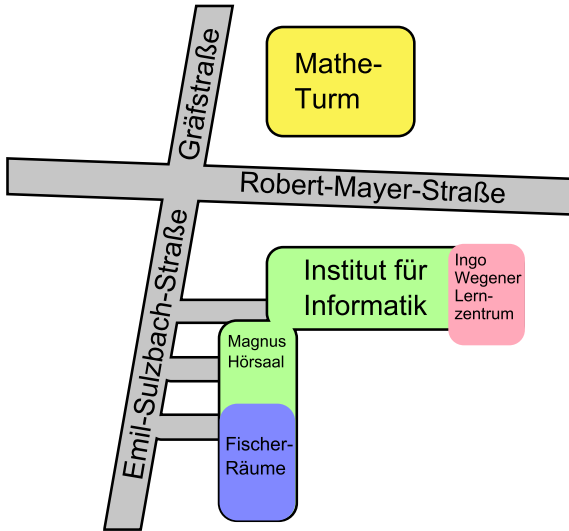 Gräfstraße
Mathe-
Turm
Robert-Mayer-Straße
Emil-Sulzbach-Straße
Institut für
Informatik
Ingo
Wegener
Lern-
zentrum
Magnus
Hörsaal
Fischer-
Räume